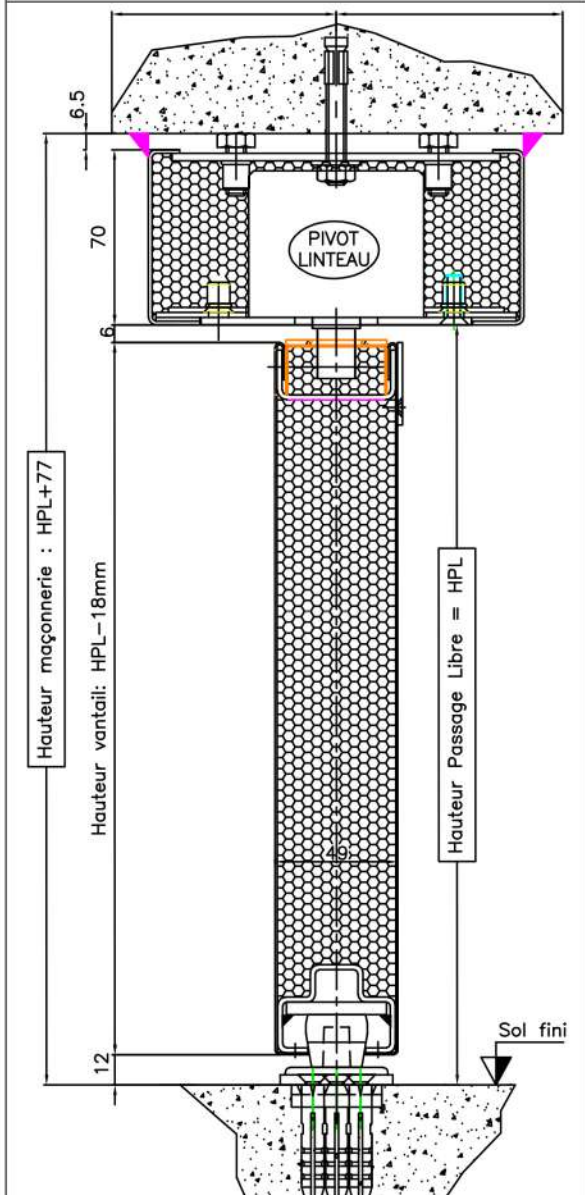 6.5
70
PIVOT
LINTEAU
6
Hauteur maçonnerie : HPL+77
Hauteur vantail: HPL-18mm
Hauteur Passage Libre = HPL
49
12
Sol fini